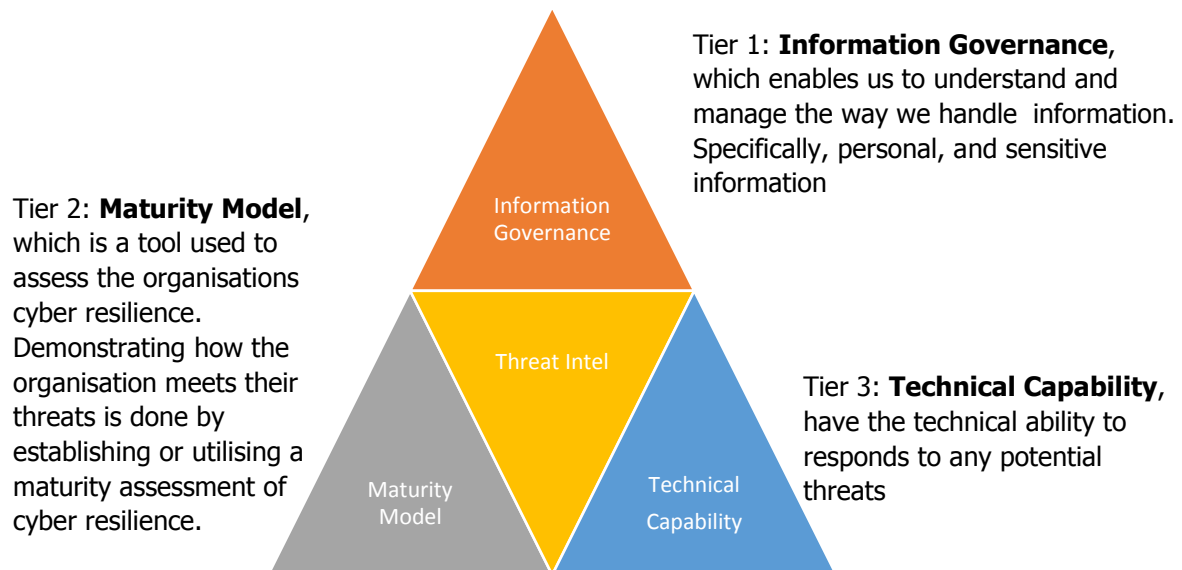 Tier 1: Information Governance,
which enables us to understand and
manage the way we handle information.
Specifically, personal, and sensitive
information
Tier 2: Maturity Model,
which is a tool used to
assess the organisations
cyber resilience.
Demonstrating how the
organisation meets their
threats is done by
establishing or utilising a
maturity assessment of
cyber resilience.
Information
Governance
Threat Intel
Maturity
Model
Technical
Capability
Tier 3: Technical Capability,
have the technical ability to
responds to any potential
threats